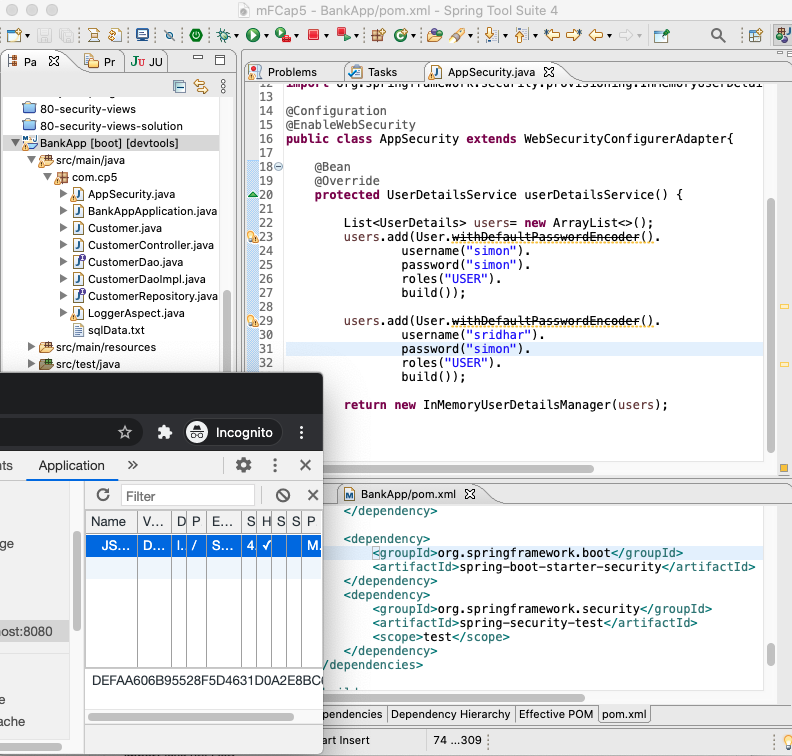 mFCap5 - BankApp/pom.xml - Spring Tool Suite 4
Pa
Pr
JU JU
80-security-views
80-security-views-solution
BankApp [boot] [devtools]
src/main/java
com.cp5
AppSecurity.java
BankAppApplication.java
Customer.java
CustomerController.java
CustomerDao.java
CustomerDaoImpl.java
CustomerRepository.java
LoggerAspect.java
sqlData.txt
src/main/resources
src/test/java
Problems
Tasks
AppSecurity.java
12 import org.springframework.security.provisioning.InMemoryUserDetai
13
14 @Configuration
15 @EnableWebSecurity
16 public class AppSecurity extends WebSecurityConfigurerAdapter{
17
18 @Bean
19 @Override
20 protected UserDetailsService userDetailsService() {
21
22 List<UserDetails> users= new ArrayList<>();
23 users.add(User.withDefaultPasswordEncoder().
24 username("simon").
25 password("simon").
26 roles("USER").
27 build());
28
29 users.add(User.withDefaultPasswordEncoder().
30 username("sridhar").
31 password("simon").
32 roles("USER").
33 build());
return new InMemoryUserDetailsManager(users);
Incognito
nts
Application
»
Filter
Name V... D P / E... S H S S P
JS... D... l. / S... 4 ✓ M.
ge
ost:8080
DEFAA606B95528F5D4631D0A2E8BC
e
ache
BankApp/pom.xml
</dependency>
<dependency>
<groupId>org.springframework.boot</groupId>
<artifactId>spring-boot-starter-security</artifactId>
</dependency>
<dependency>
<groupId>org.springframework.security</groupId>
<artifactId>spring-security-test</artifactId>
<scope>test</scope>
</dependency>
/dependencies>
pendencies
Dependency Hierarchy
Effective POM
pom.xml
art Insert
74 ...309